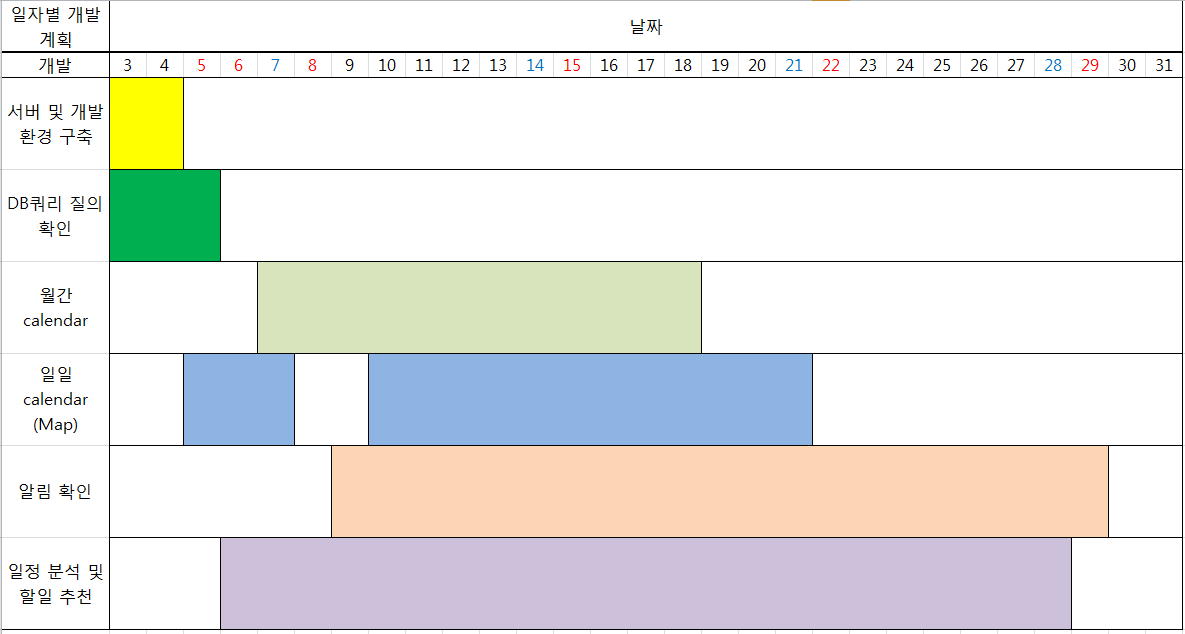 일자별 개발
계획
날짜
개발 3 4 5 6 7 8 9 10 11 12 13 14 15 16 17 18 19 20 21 22 23 24 25 26 27 28 29 30 31
서버 및 개발
환경 구축
DB쿼리 질의
확인
월간
calendar
일일
calendar
(Map)
알림 확인
일정 분석 및
할일 추천